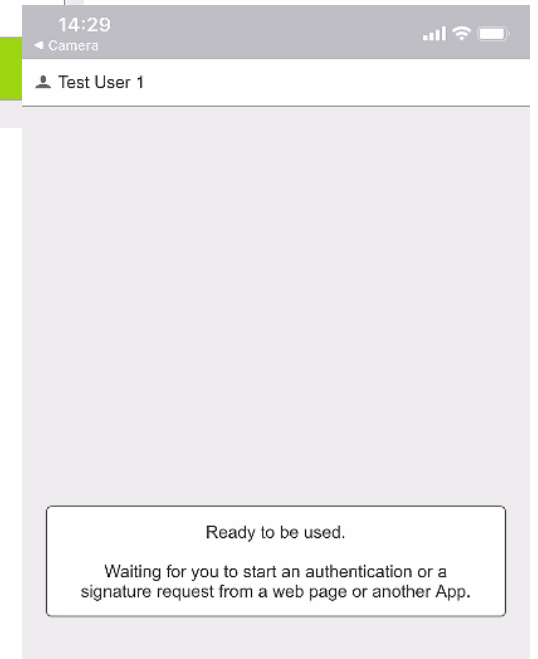 14:29
◄ Camera
Test User 1
Ready to be used.
Waiting for you to start an authentication or a
signature request from a web page or another App.